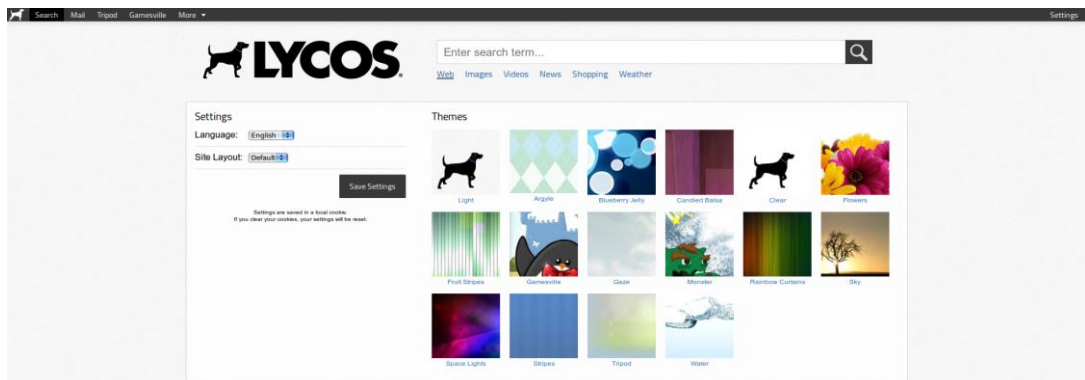 Search Mail Tripod Gamesville More Settings
LYCOS.
Enter search term...
Web Images Videos News Shopping Weather
Settings
Language: English
Site Layout: Default
Save Settings
Settings are saved in a local cookie.
If you clear your cookies, your settings will be reset.
Themes
Light Argyle Blueberry Jelly Candied Balsa Clear Flowers
Fruit Stripes Gamesville Gaze Monster Rainbow Curtains Sky
Space Lights Stripes Tripod Water